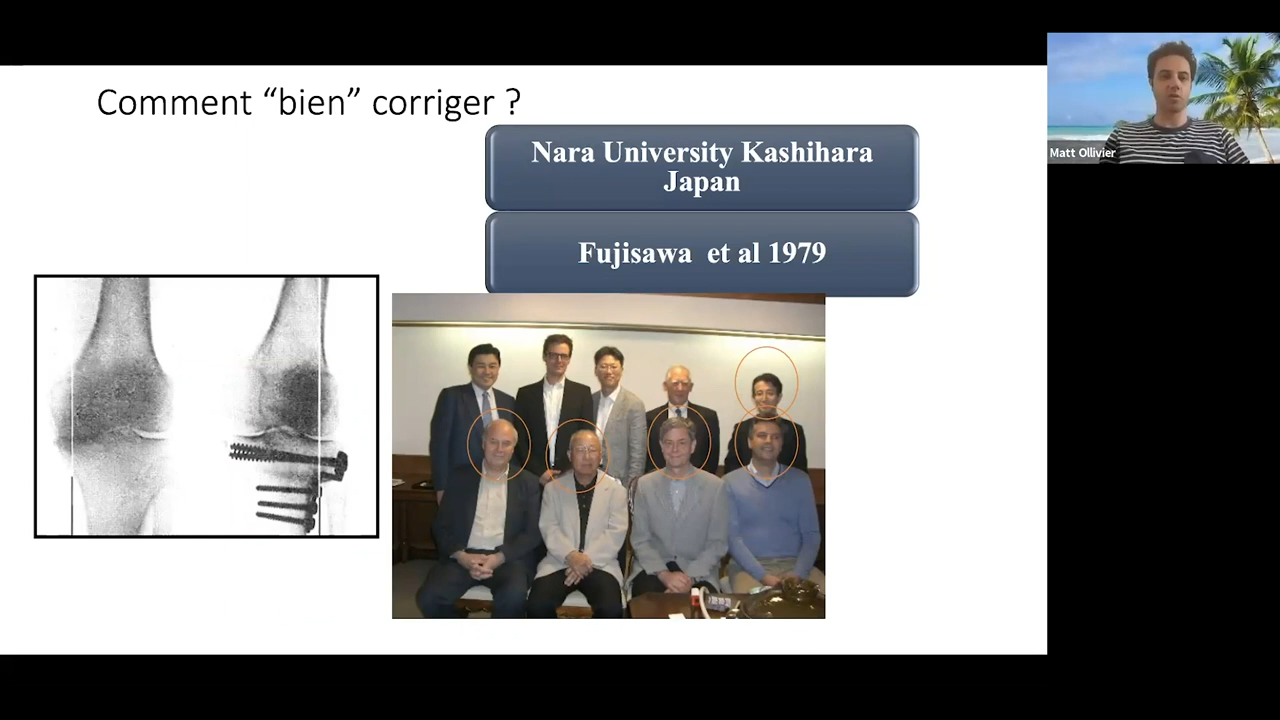 Comment “bien” corriger ?
Nara University Kashihara
Japan
Fujisawa et al 1979
Matt Ollivier